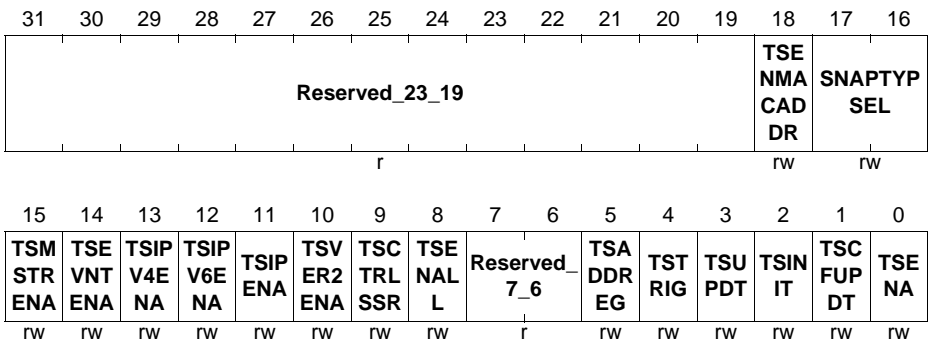 31 30 29 28 27 26 25 24 23 22 21 20 19 18 17 16
Reserved_23_19
TSE
NMA
CAD
DR
SNAPTYP
SEL
r rw rw
15 14 13 12 11 10 9 8 7 6 5 4 3 2 1 0
TSM
STR
ENA
TSE
VNT
ENA
TSIP
V4E
NA
TSIP
V6E
NA
TSIP
ENA
TSV
ER2
ENA
TSC
TRL
SSR
TSE
NAL
L
Reserved_
7_6
TSA
DDR
EG
TST
RIG
TSU
PDT
TSIN
IT
TSC
FUP
DT
TSE
NA
rw rw rw rw rw rw rw rw r rw rw rw rw rw rw